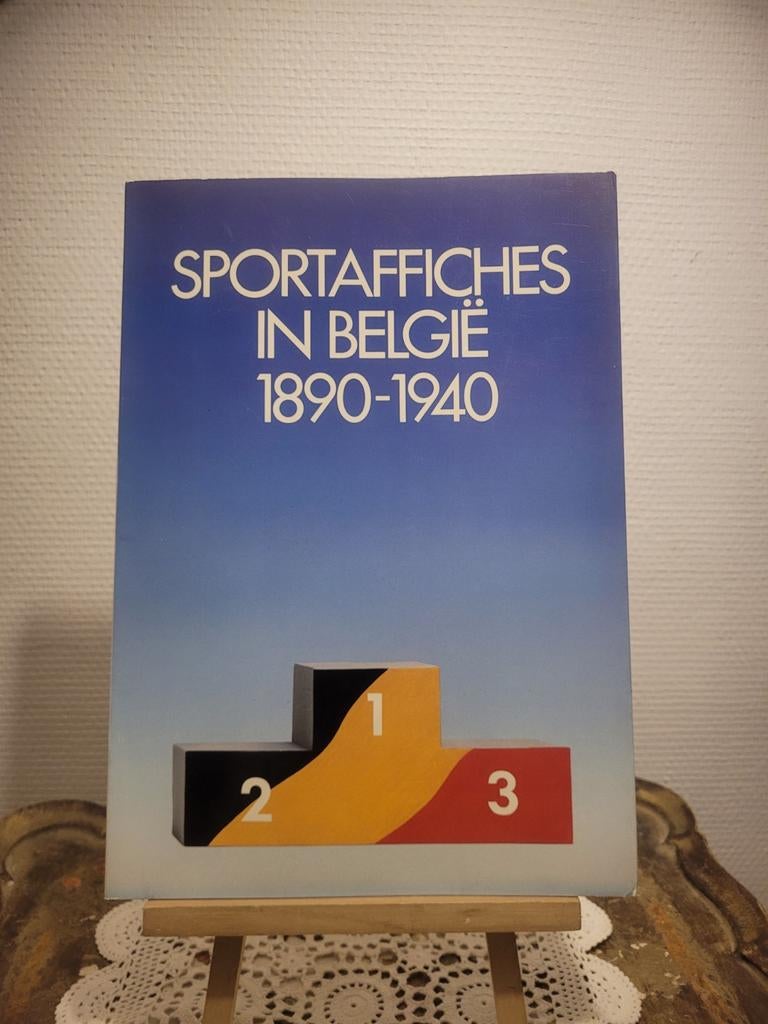 SPORTAFFICHES
IN BELGIË
1890-1940
1
2
3